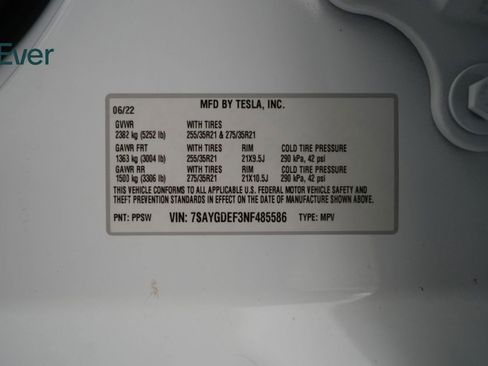 Ever
MFD BY TESLA, INC.
06/22
GVWR WITH TIRES
2382 kg (5252 lb) 255/35R21 & 275/35R21
GAWR FRT WITH TIRES RIM COLD TIRE PRESSURE
1363 kg (3004 lb) 255/35R21 21X9.5J 290 kPa, 42 psi
GAWR RR WITH TIRES RIM COLD TIRE PRESSURE
1500 kg (3306 lb) 275/35R21 21X10.5J 290 kPa, 42 psi
THIS VEHICLE CONFORMS TO ALL APPLICABLE U.S. FEDERAL MOTOR VEHICLE SAFETY AND
THEFT PREVENTION STANDARDS IN EFFECT ON THE DATE OF MANUFACTURE SHOWN ABOVE.
PNT: PPSW VIN: 7SAYGDEF3NF485586 TYPE: MPV